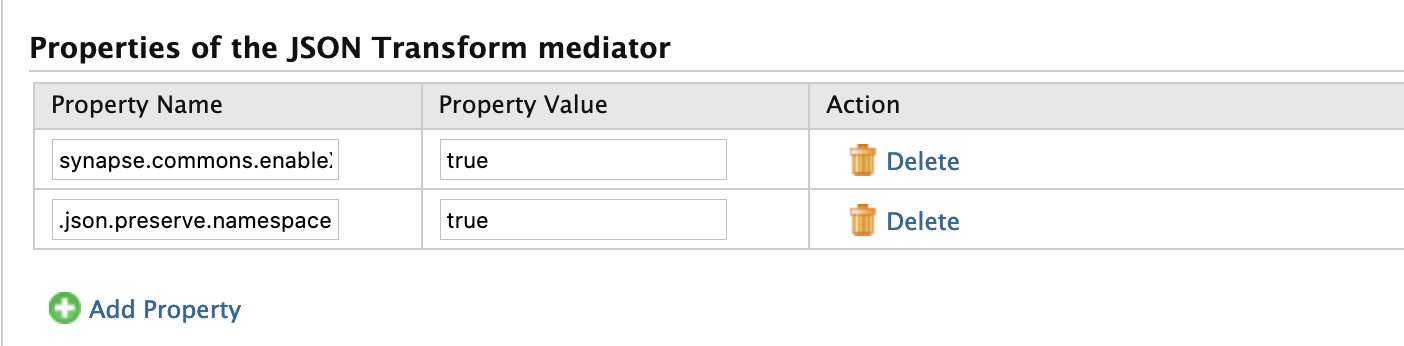 Properties of the JSON Transform mediator
Property Name Property Value Action
synapse.commons.enable true Delete
.json.preserve.namespace true Delete
Add Property